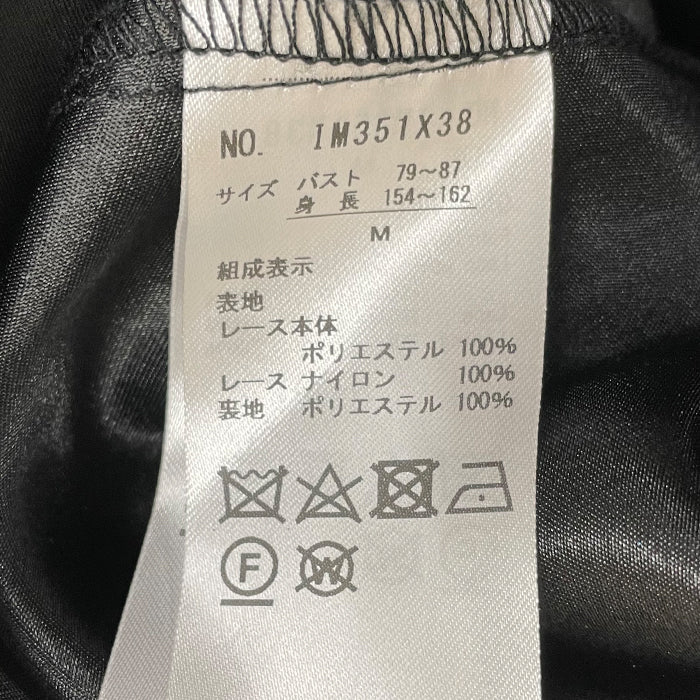 NO. IM351X38
サイズ バスト 79～87
身長 154～162
M
組成表示
表地
レース本体
ポリエステル 100%
レース ナイロン 100%
裏地 ポリエステル 100%
F
W